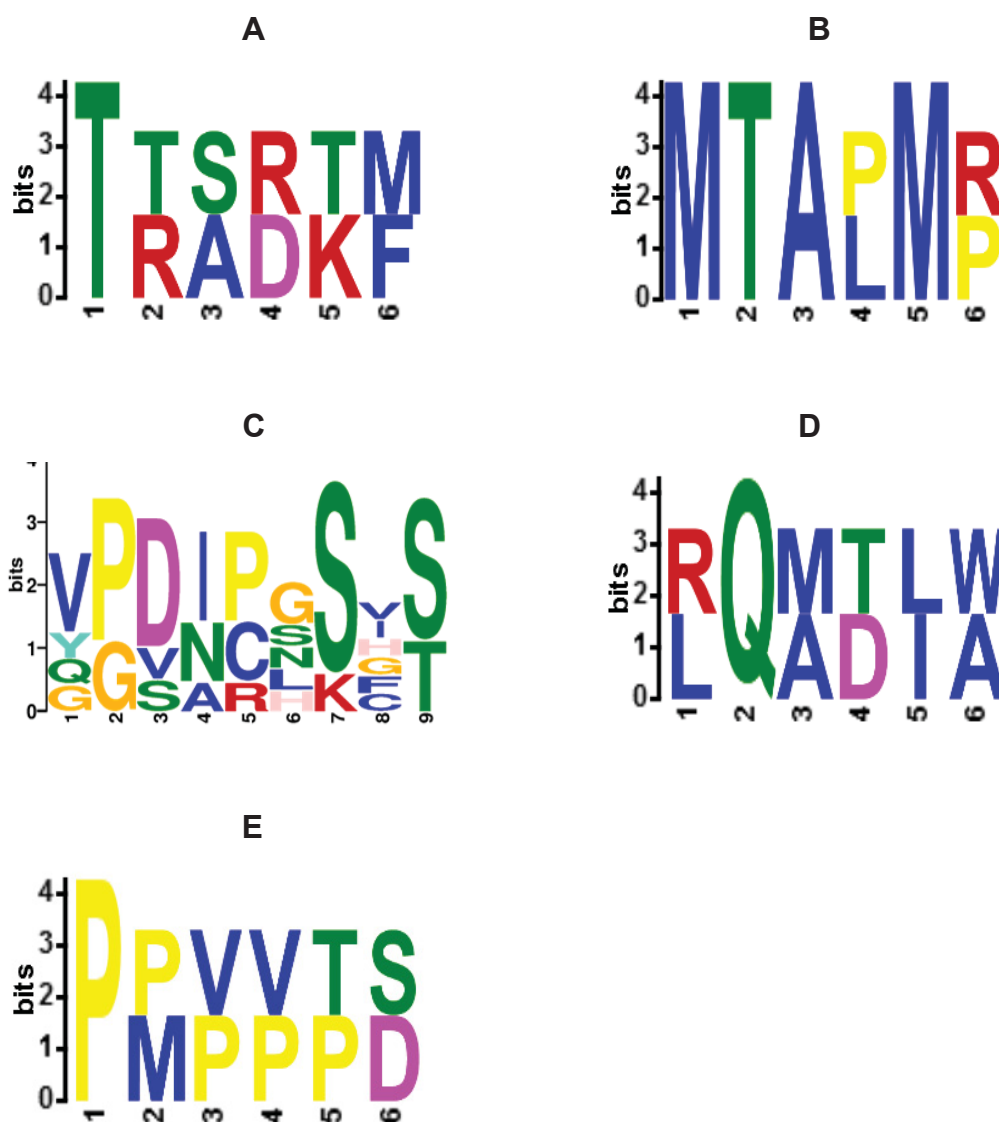 A
bits
4
3
2
1
0
T T S R T M
R A D K F
1 2 3 4 5 6
B
bits
4
3
2
1
0
M T A P M R
L P
1 2 3 4 5 6
C
bits
3
2
1
0
V P D I P G S V S
Y G V N C S K I T
Q S A R N H
G L G
H F
C
1 2 3 4 5 6 7 8 9
D
bits
4
3
2
1
0
R Q M T L W
L A D I A
1 2 3 4 5 6
E
bits
4
3
2
1
0
P P V V T S
M P P P D
1 2 3 4 5 6